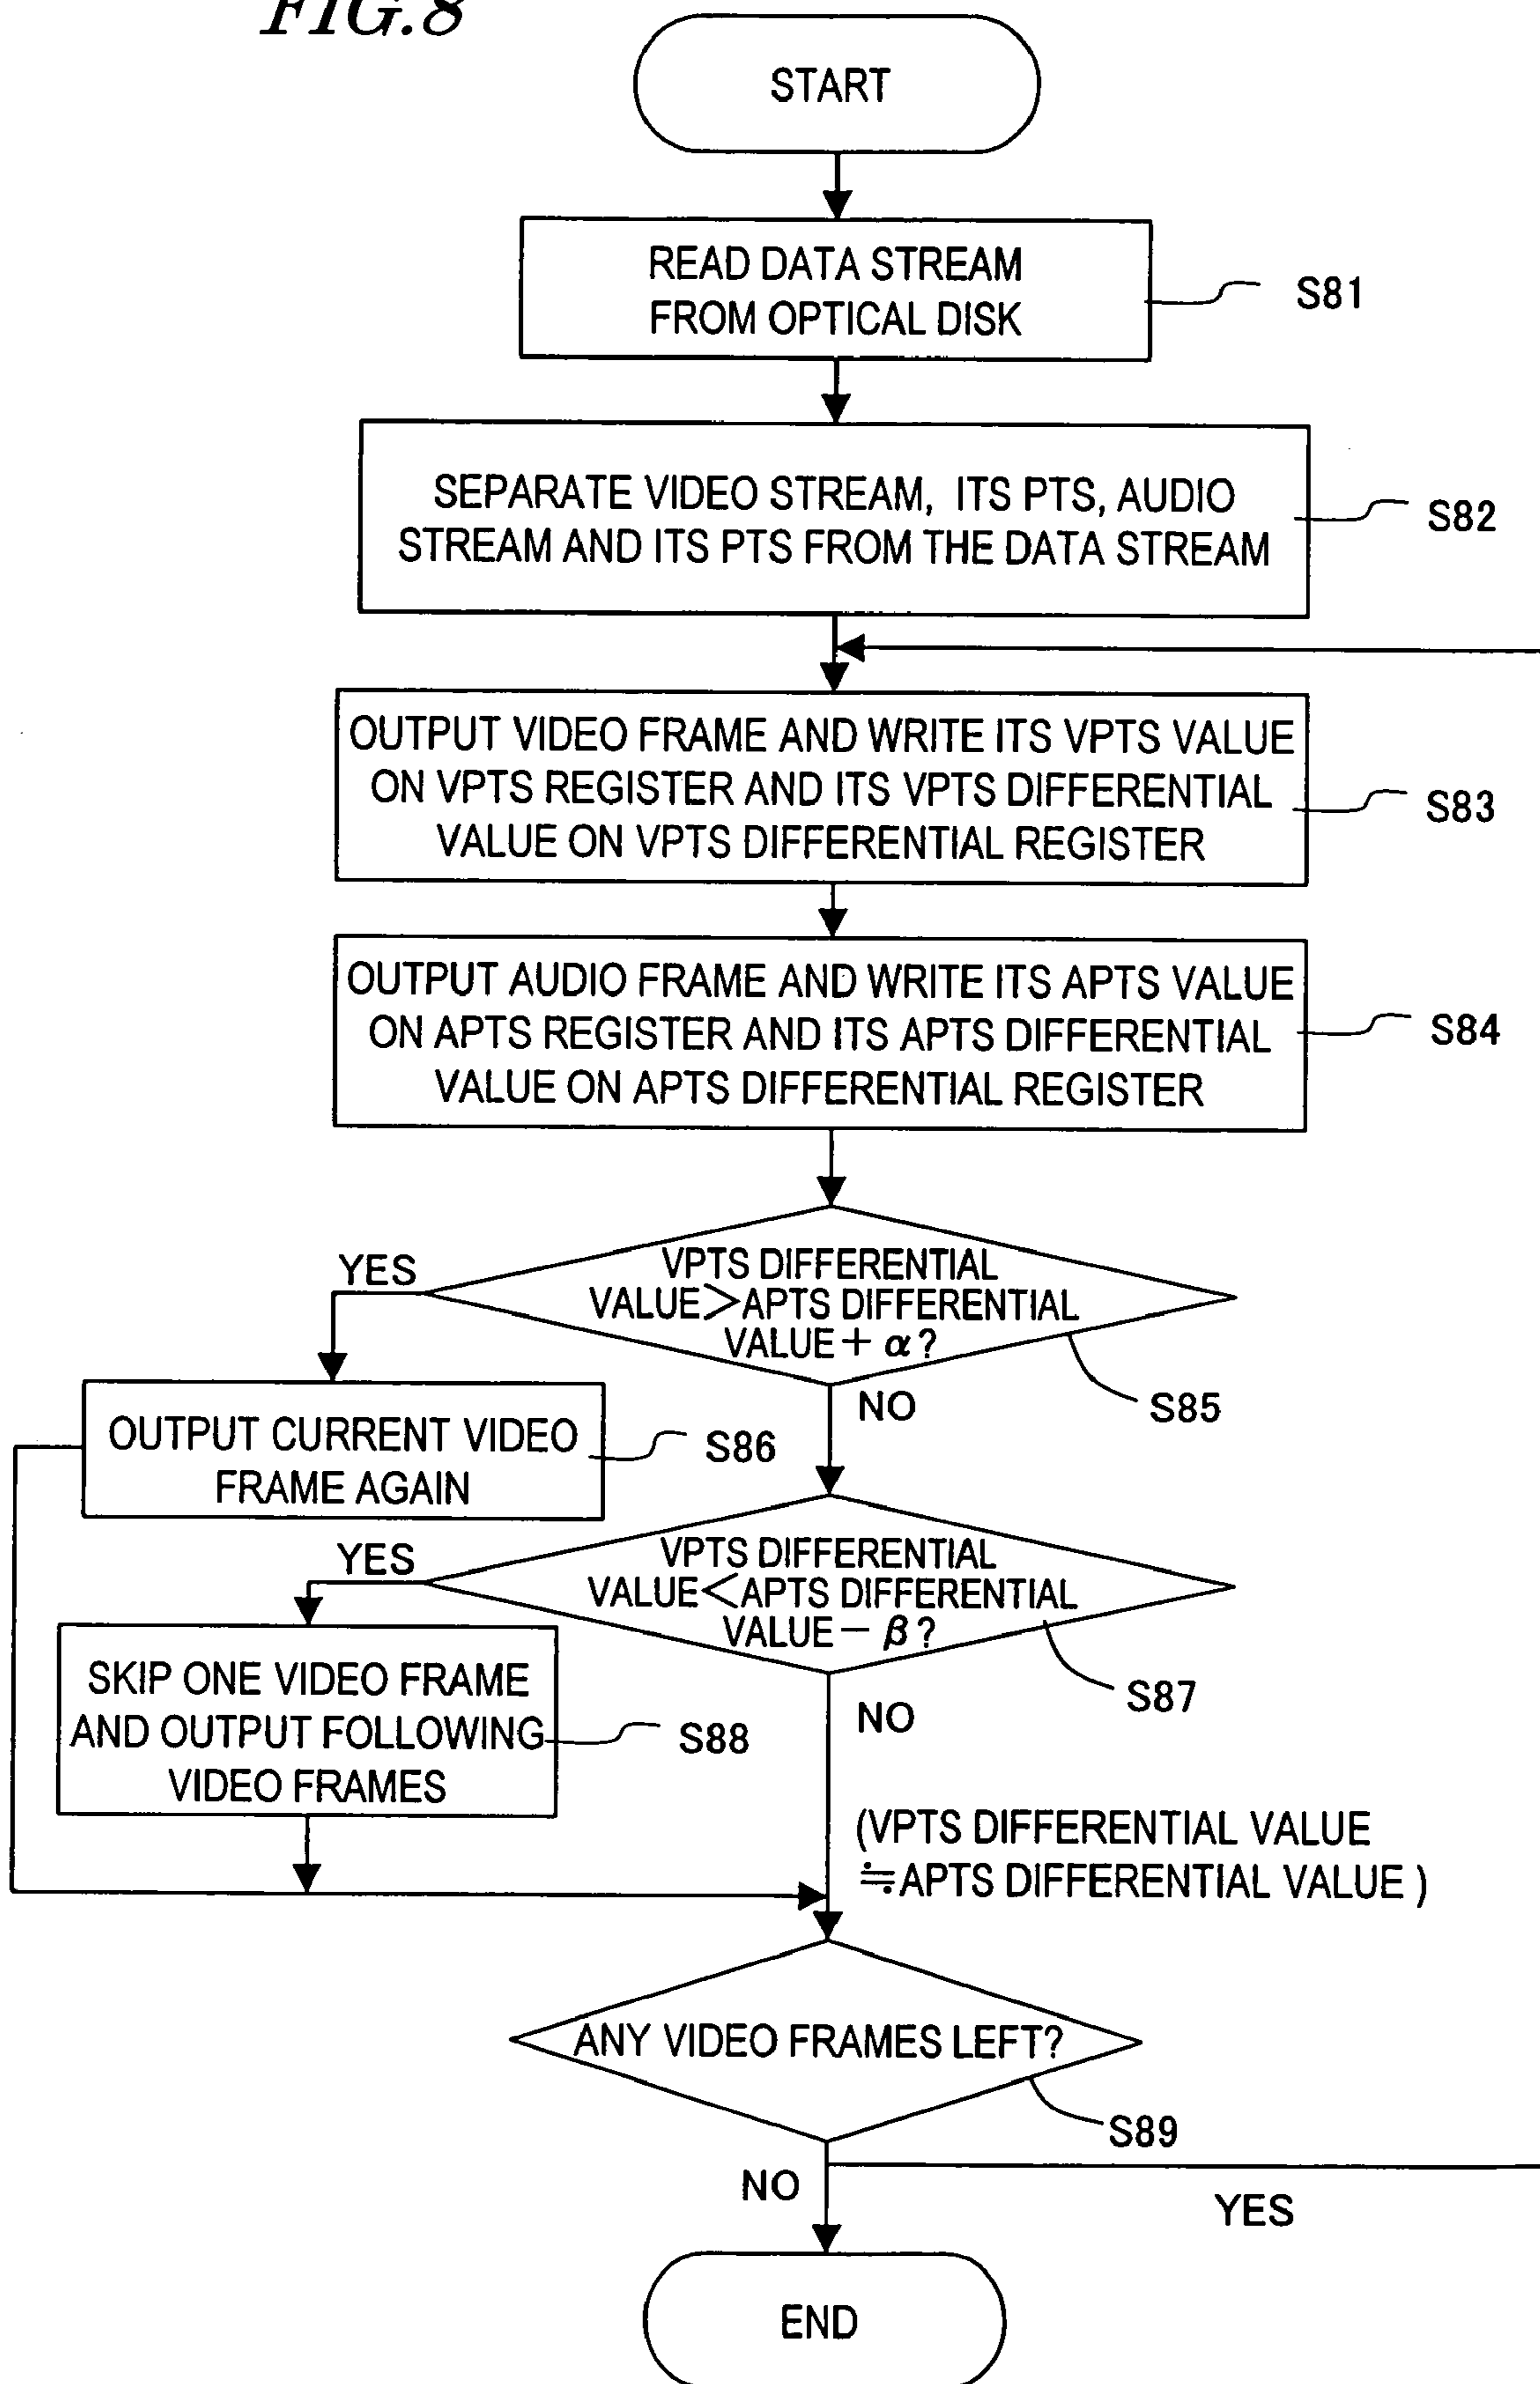 FIG.8
START
READ DATA STREAM
FROM OPTICAL DISK
S81
SEPARATE VIDEO STREAM, ITS PTS, AUDIO
STREAM AND ITS PTS FROM THE DATA STREAM
S82
OUTPUT VIDEO FRAME AND WRITE ITS VPTS VALUE
ON VPTS REGISTER AND ITS VPTS DIFFERENTIAL
VALUE ON VPTS DIFFERENTIAL REGISTER
S83
OUTPUT AUDIO FRAME AND WRITE ITS APTS VALUE
ON APTS REGISTER AND ITS APTS DIFFERENTIAL
VALUE ON APTS DIFFERENTIAL REGISTER
S84
YES
VPTS DIFFERENTIAL
VALUE>APTS DIFFERENTIAL
VALUE+ α?
S85
NO
OUTPUT CURRENT VIDEO
FRAME AGAIN
S86
YES
VPTS DIFFERENTIAL
VALUE<APTS DIFFERENTIAL
VALUE- β?
S87
NO
SKIP ONE VIDEO FRAME
AND OUTPUT FOLLOWING
VIDEO FRAMES
S88
(VPTS DIFFERENTIAL VALUE
≒APTS DIFFERENTIAL VALUE )
ANY VIDEO FRAMES LEFT?
S89
NO
YES
END